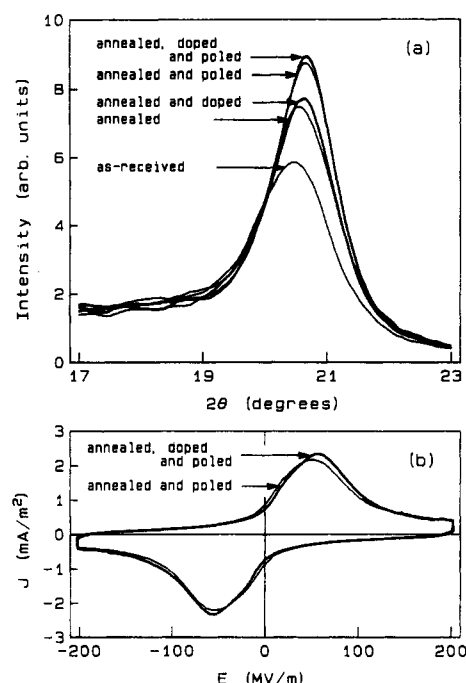 (a)
annealed, doped
and poled
annealed and poled
annealed and doped
annealed
as-received
Intensity (arb. units)
10
8
6
4
2
0
17 19 21 23
2θ (degrees)
(b)
annealed, doped
and poled
annealed and poled
J (mA/m²)
3
2
1
0
-1
-2
-3
-200 -100 0 100 200
E (MV/m)